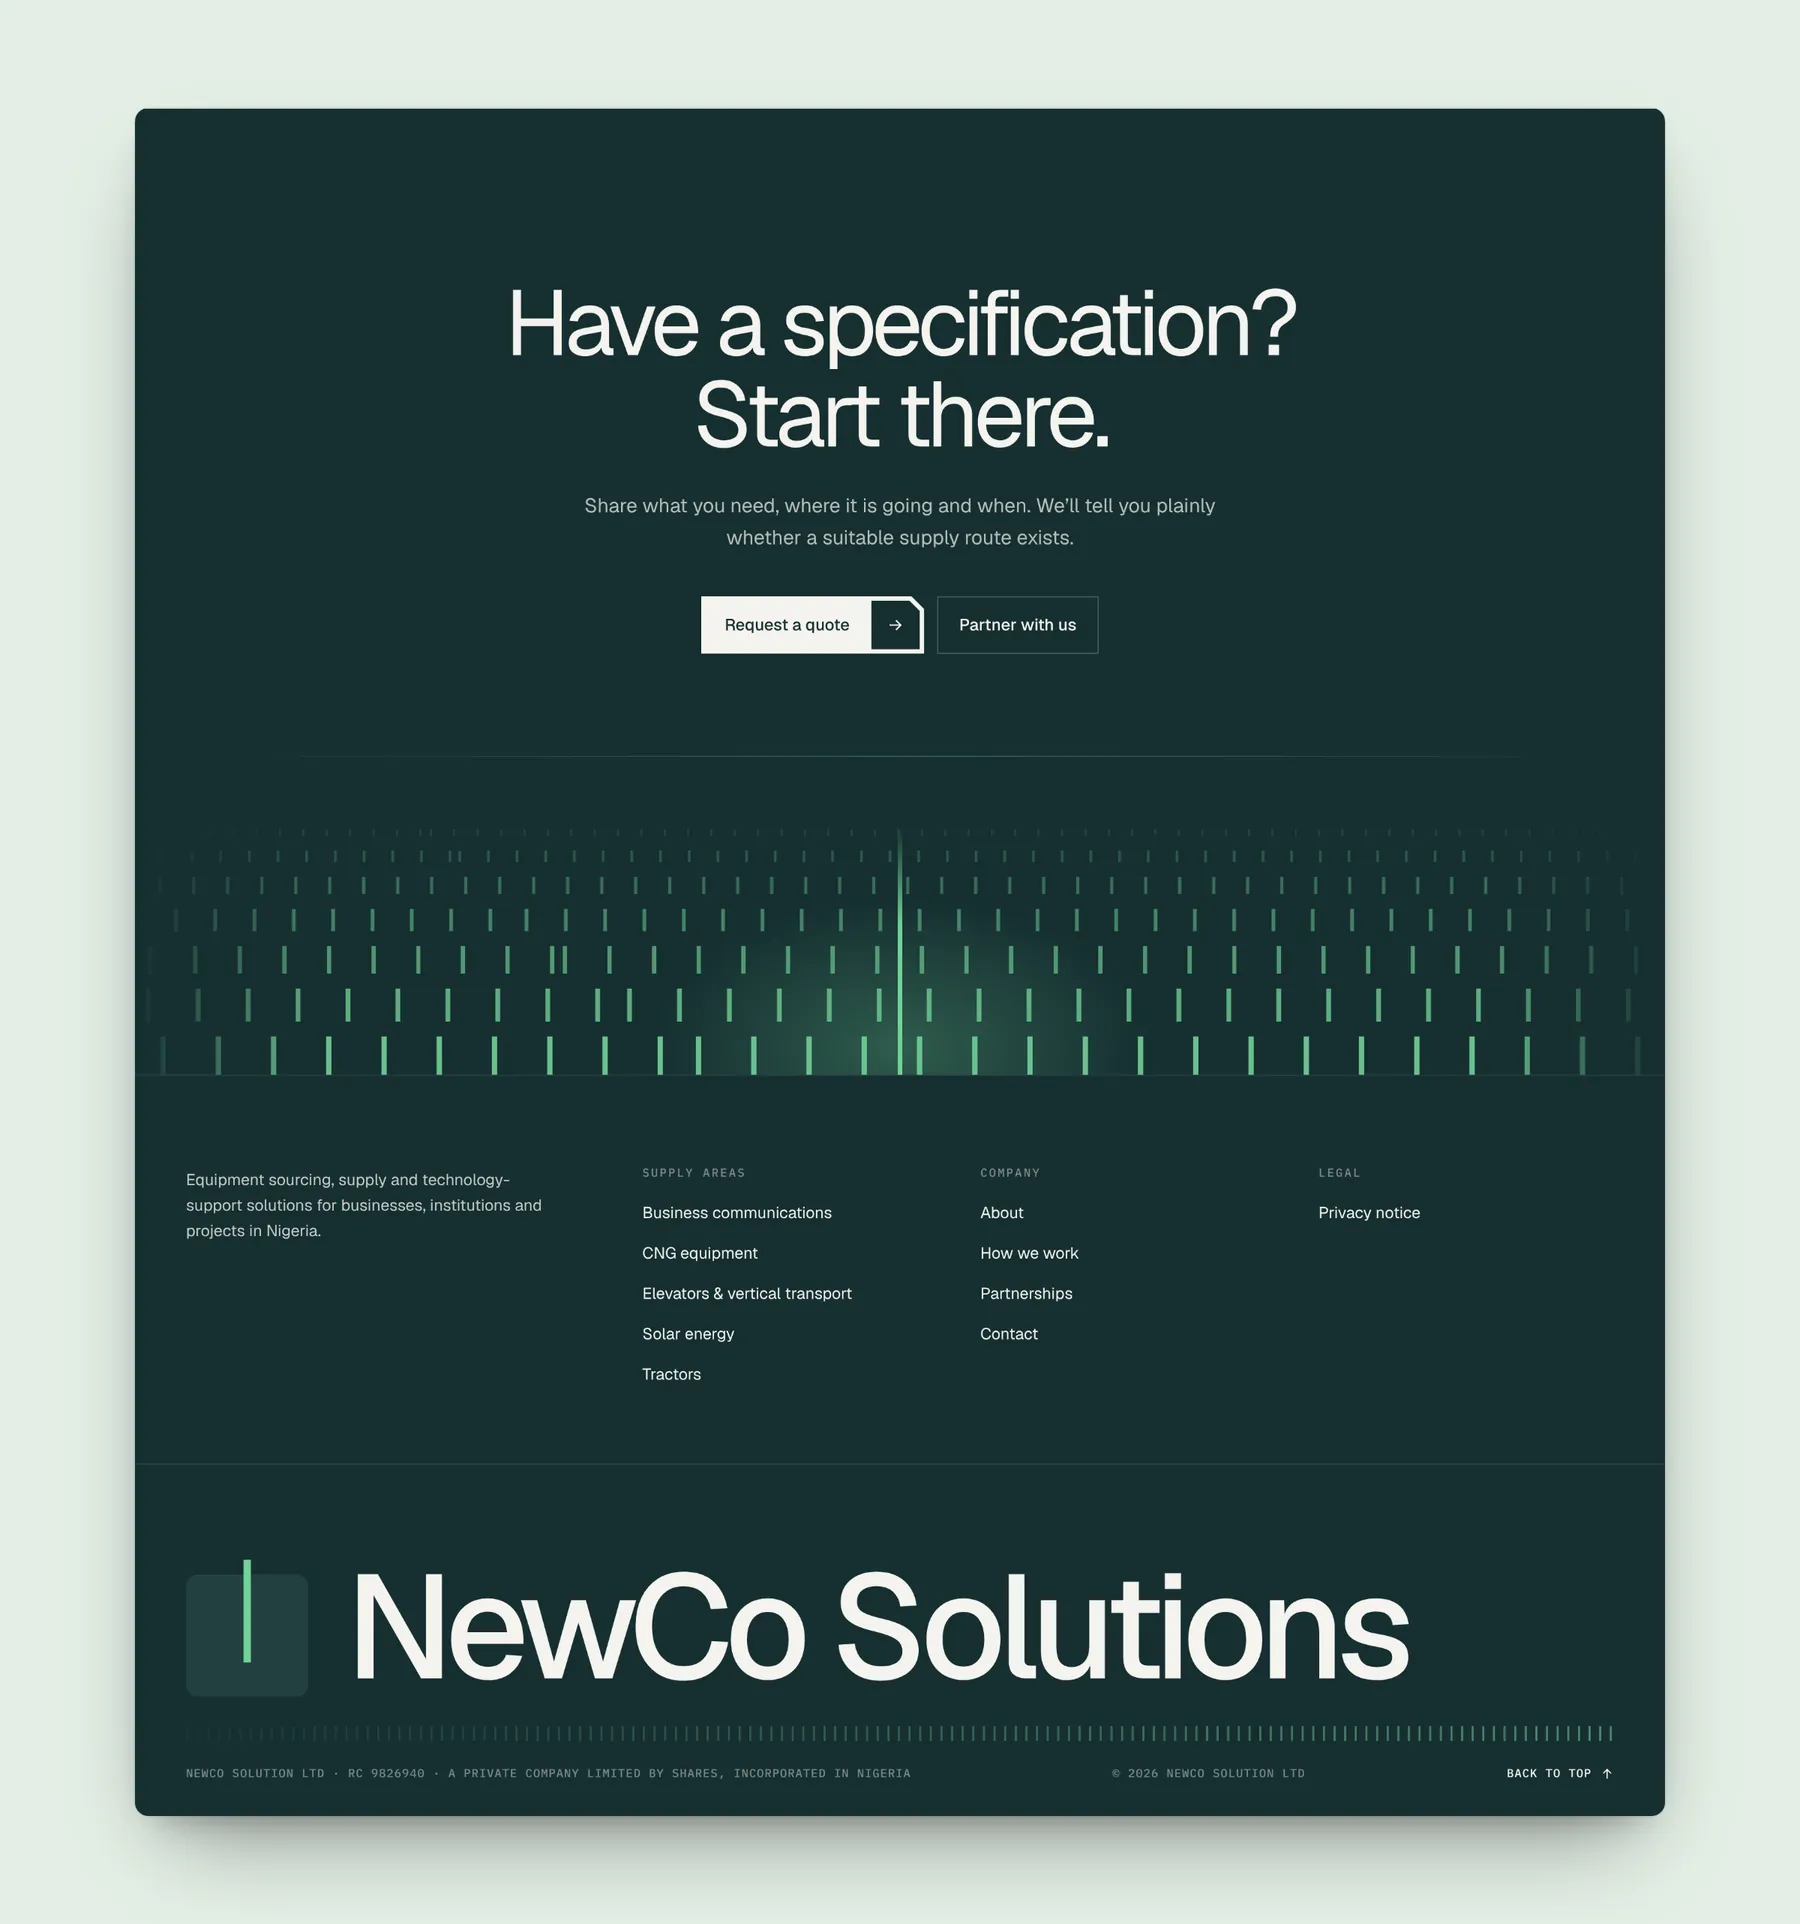 Have a specification?
Start there.
Share what you need, where it is going and when. We’ll tell you plainly
whether a suitable supply route exists.
Request a quote →
Partner with us
Equipment sourcing, supply and technology-
support solutions for businesses, institutions and
projects in Nigeria.
SUPPLY AREAS
Business communications
CNG equipment
Elevators & vertical transport
Solar energy
Tractors
COMPANY
About
How we work
Partnerships
Contact
LEGAL
Privacy notice
NewCo Solutions
NEWCO SOLUTION LTD · RC 9826940 · A PRIVATE COMPANY LIMITED BY SHARES, INCORPORATED IN NIGERIA
© 2026 NEWCO SOLUTION LTD
BACK TO TOP ↑